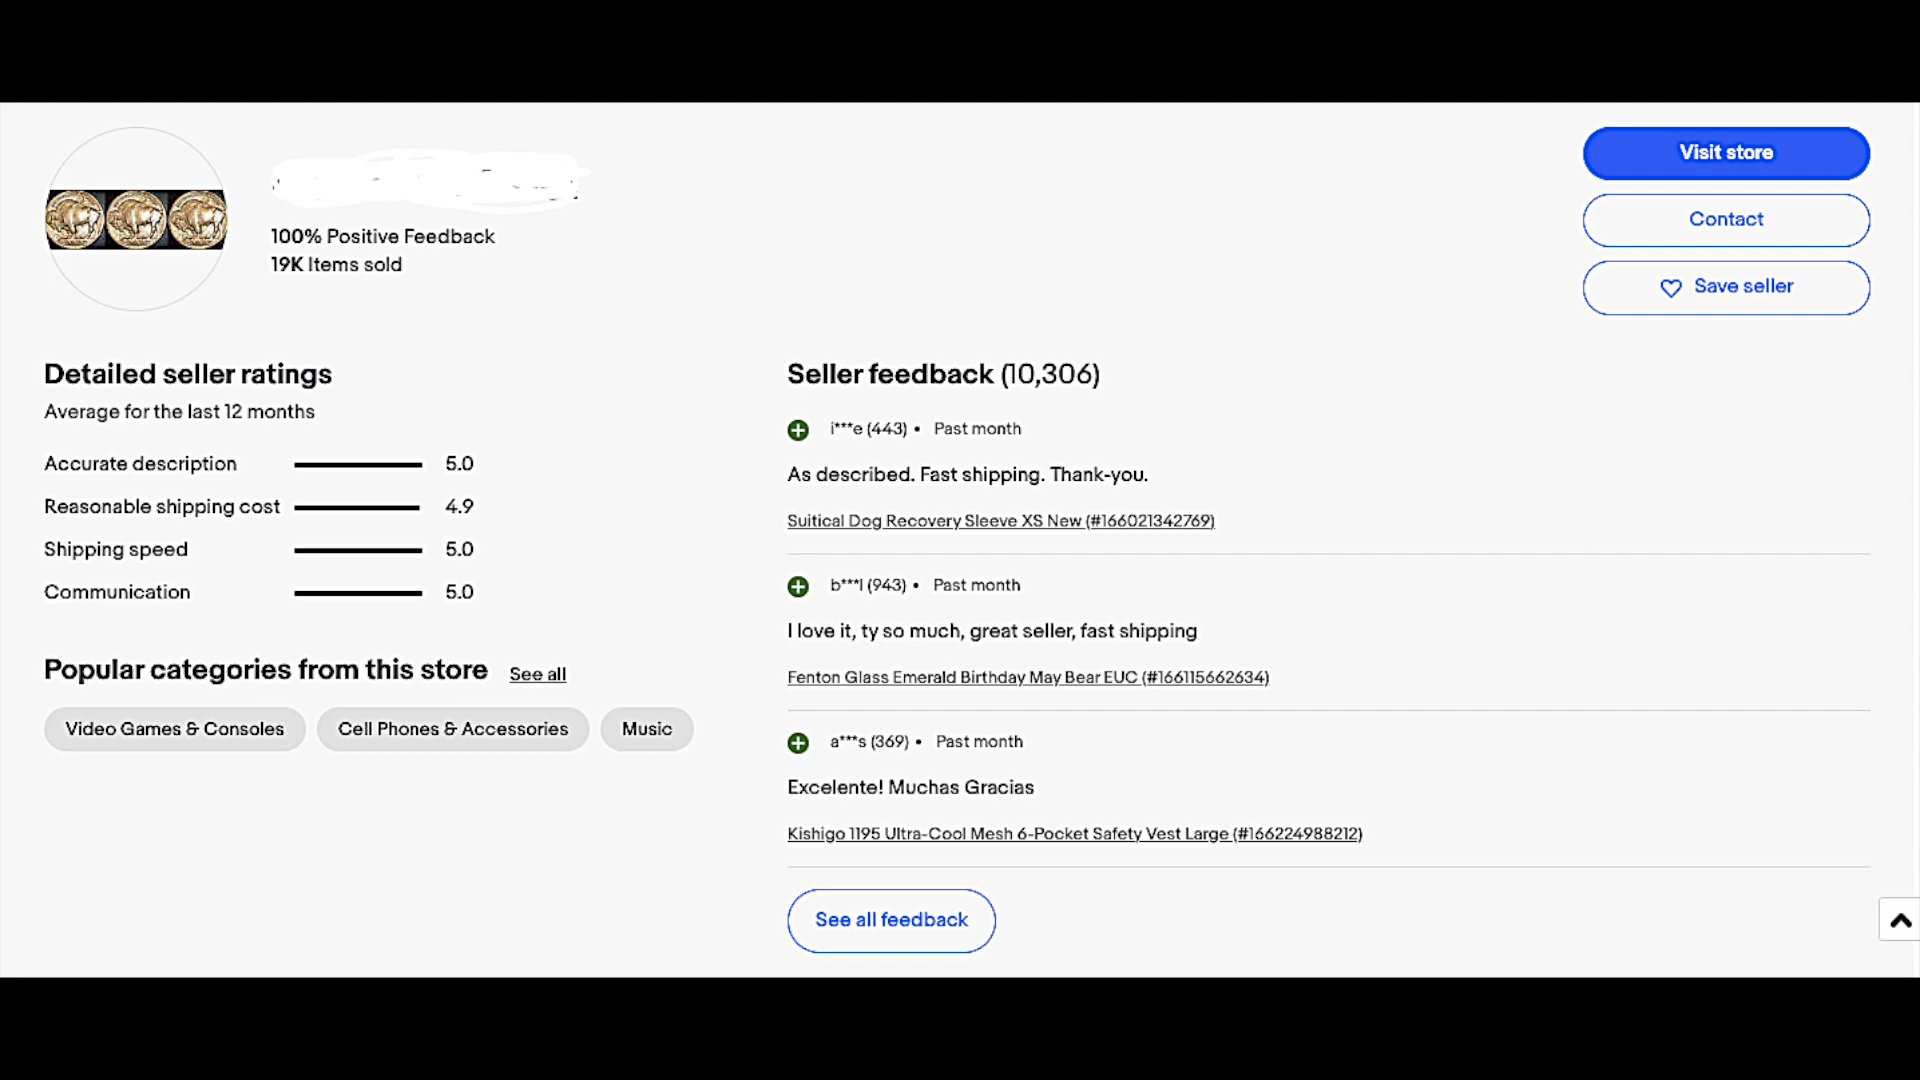 100% Positive Feedback
19K Items sold
Visit store
Contact
Save seller
Detailed seller ratings
Average for the last 12 months
Accurate description 5.0
Reasonable shipping cost 4.9
Shipping speed 5.0
Communication 5.0
Popular categories from this store See all
Video Games & Consoles Cell Phones & Accessories Music
Seller feedback (10,306)
i***e (443) • Past month
As described. Fast shipping. Thank-you.
Suitical Dog Recovery Sleeve XS New (#166021342769)
b***l (943) • Past month
I love it, ty so much, great seller, fast shipping
Fenton Glass Emerald Birthday May Bear EUC (#166115662634)
a***s (369) • Past month
Excelente! Muchas Gracias
Kishigo 1195 Ultra-Cool Mesh 6-Pocket Safety Vest Large (#166224988212)
See all feedback